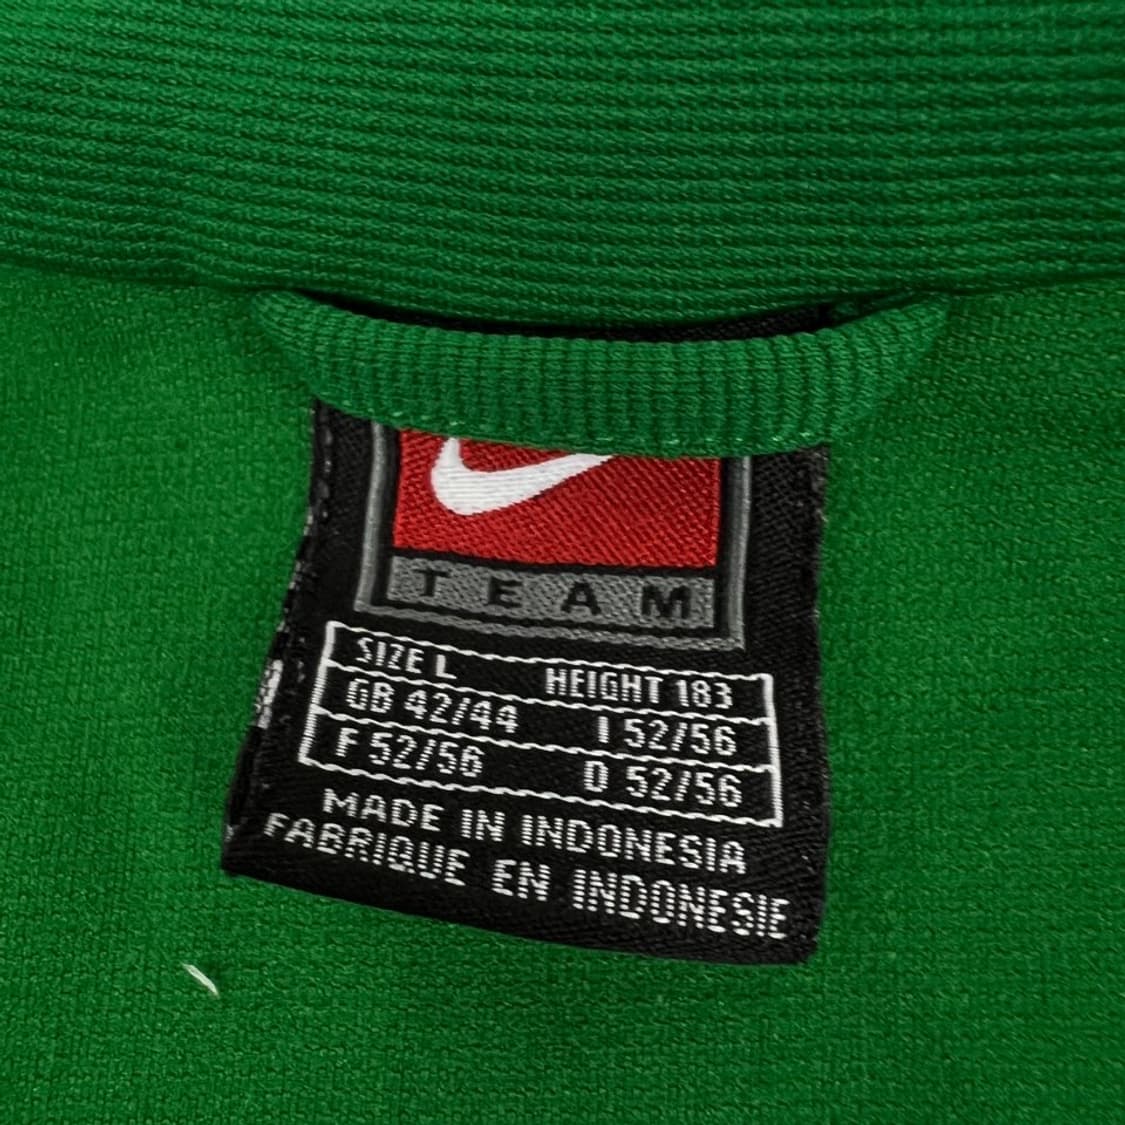 TEAM
SIZE L HEIGHT 183
GB 42/44 I 52/56
F 52/56 D 52/56
MADE IN INDONESIA
FABRIQUE EN INDONESIE